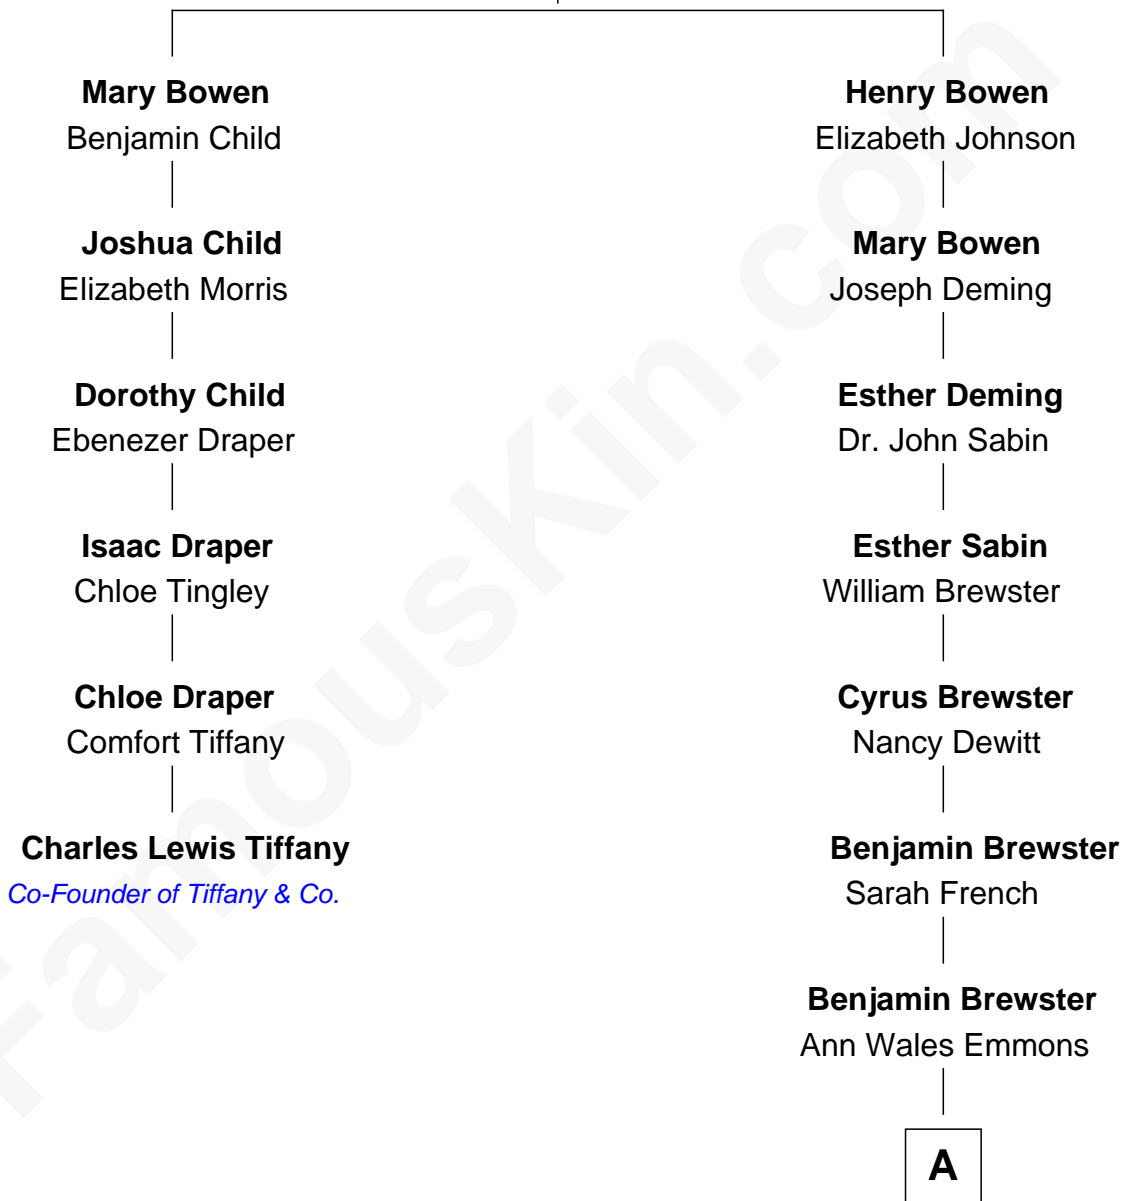 Mary Bowen
Benjamin Child
Joshua Child
Elizabeth Morris
Dorothy Child
Ebenezer Draper
Isaac Draper
Chloe Tingley
Chloe Draper
Comfort Tiffany
Charles Lewis Tiffany
Co-Founder of Tiffany & Co.
Henry Bowen
Elizabeth Johnson
Mary Bowen
Joseph Deming
Esther Deming
Dr. John Sabin
Esther Sabin
William Brewster
Cyrus Brewster
Nancy Dewitt
Benjamin Brewster
Sarah French
Benjamin Brewster
Ann Wales Emmons
A
FamousKin.com